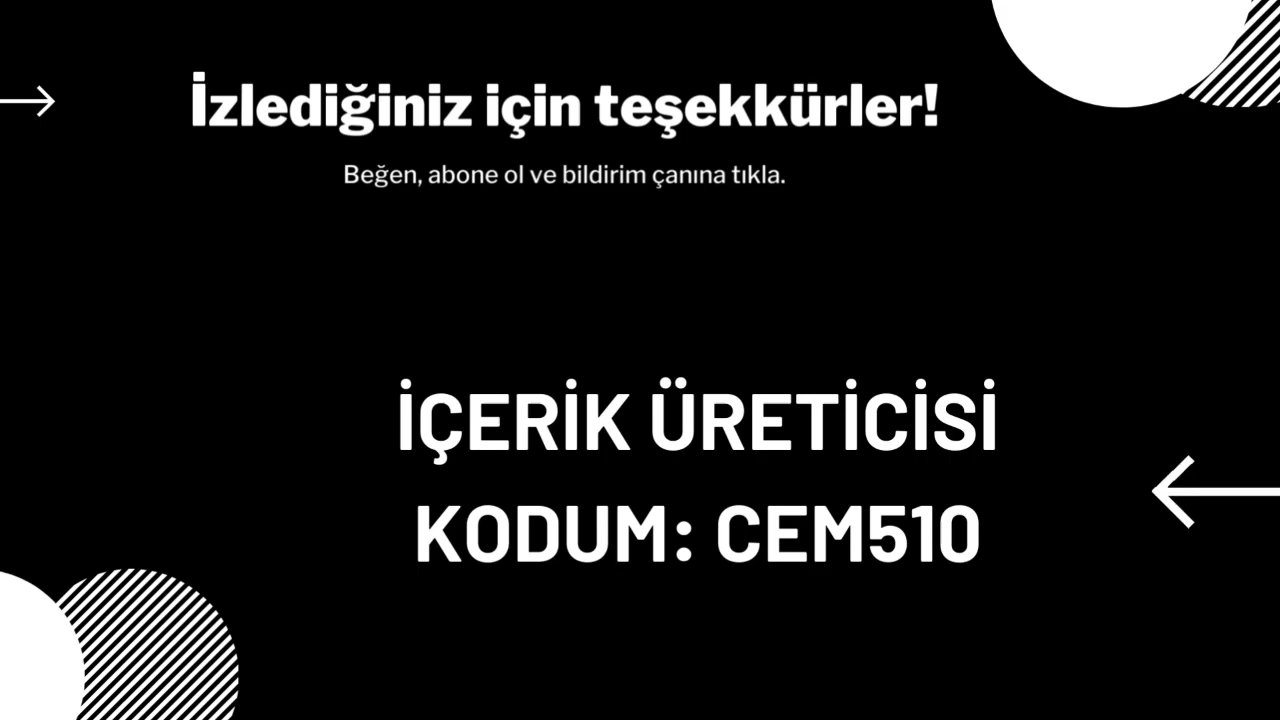 İzlediğiniz için teşekkürler!
Beğen, abone ol ve bildirim çanına tıkla.
İÇERİK ÜRETİCİSİ
KODUM: CEM510